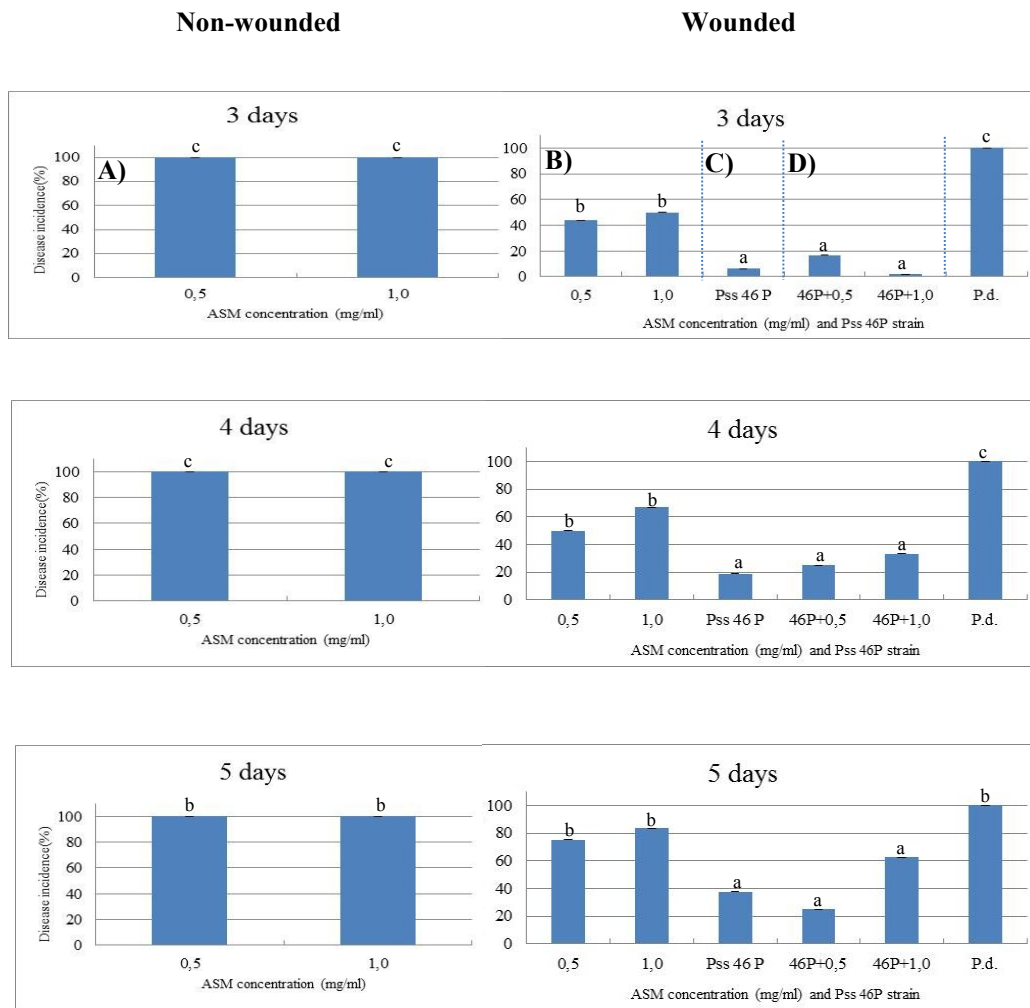 Non-wounded
Wounded
3 days
Disease incidence(%)
100
80
60
40
20
0
A)
c
c
0,5
1,0
ASM concentration (mg/ml)
3 days
100
80
60
40
20
0
B)
C)
D)
b
b
a
a
a
c
0,5
1,0
Pss 46 P
46P+0,5
46P+1,0
P.d.
ASM concentration (mg/ml) and Pss 46P strain
4 days
Disease incidence(%)
100
80
60
40
20
0
c
c
0,5
1,0
ASM concentration (mg/ml)
4 days
100
80
60
40
20
0
b
b
a
a
a
c
0,5
1,0
Pss 46 P
46P+0,5
46P+1,0
P.d.
ASM concentration (mg/ml) and Pss 46P strain
5 days
Disease incidence(%)
100
80
60
40
20
0
b
b
0,5
1,0
ASM concentration (mg/ml)
5 days
100
80
60
40
20
0
b
b
a
a
a
b
0,5
1,0
Pss 46 P
46P+0,5
46P+1,0
P.d.
ASM concentration (mg/ml) and Pss 46P strain